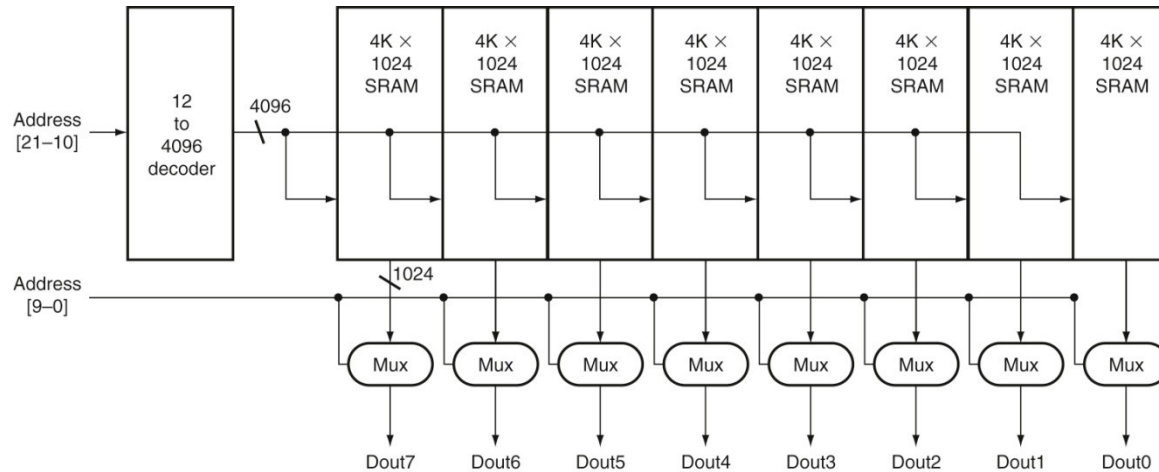 Address
[21–10]
12
to
4096
decoder
4096
4K ×
1024
SRAM
4K ×
1024
SRAM
4K ×
1024
SRAM
4K ×
1024
SRAM
4K ×
1024
SRAM
4K ×
1024
SRAM
4K ×
1024
SRAM
4K ×
1024
SRAM
Address
[9–0]
1024
Mux
Mux
Mux
Mux
Mux
Mux
Mux
Mux
Dout7
Dout6
Dout5
Dout4
Dout3
Dout2
Dout1
Dout0